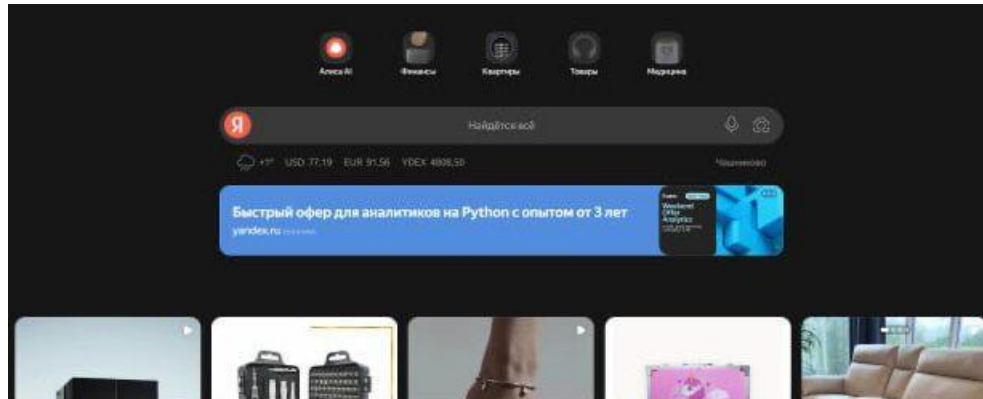 Алиса AI
Финансы
Квартиры
Товары
Медицина
Я
Найдётся всё
+1° USD 77,19 EUR 91,56 YDEX 4808,50
Чашниково
Быстрый офер для аналитиков на Python с опытом от 3 лет
yandex.ru
Weekend
Offer
Analytics